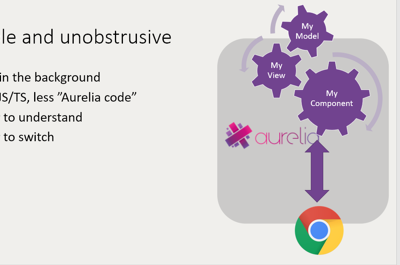 le and unobstrusive
in the background
JS/TS, less ”Aurelia code”
to understand
to switch
My
Model
My
View
My
Component
aurelia